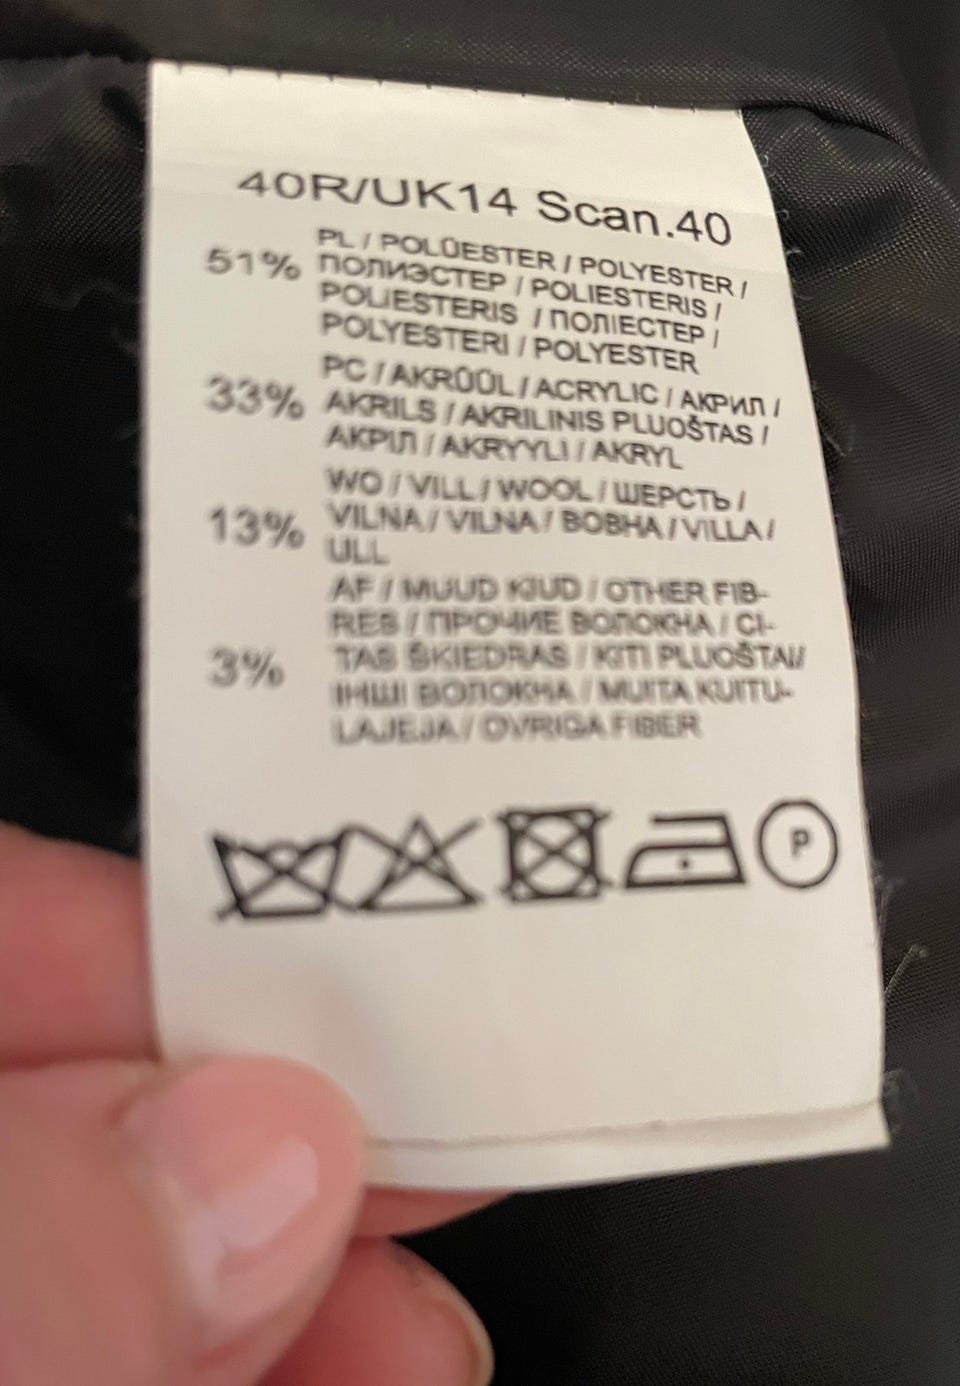 40R/UK14 Scan.40
51% PL / POLÜESTER / POLYESTER /
ПОЛИЭСТЕР / POLIESTERIS /
POLIESTERIS / ПОЛІЕСТЕР /
POLYESTERI / POLYESTER
33% PC / AKRÜÜL / ACRYLIC / АКРИЛ /
AKRILS / AKRILINIS PLUOŠTAS /
АКРІЛ / AKRYYLI / AKRYL
13% WO / VILL / WOOL / ШЕРСТЬ /
VILNA / VILNA / ВОВНА / VILLA /
ULL
3% AF / MUUD KIUD / OTHER FIB-
RES / ПРОЧИЕ ВОЛОКНА / CI-
TAS ŠKIEDRAS / KITI PLUOŠTAI/
ІНШІ ВОЛОКНА / MUITA KUITU-
LAJEJA / OVRIGA FIBER
P